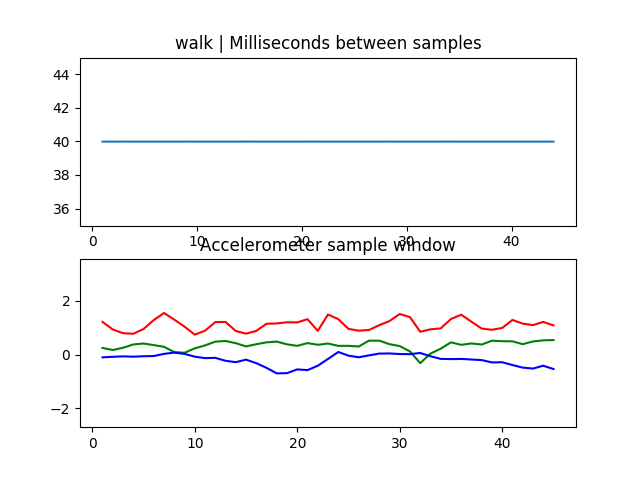 walk | Milliseconds between samples
44
42
40
38
36
0 10 20 30 40
Accelerometer sample window
2
0
−2
0 10 20 30 40